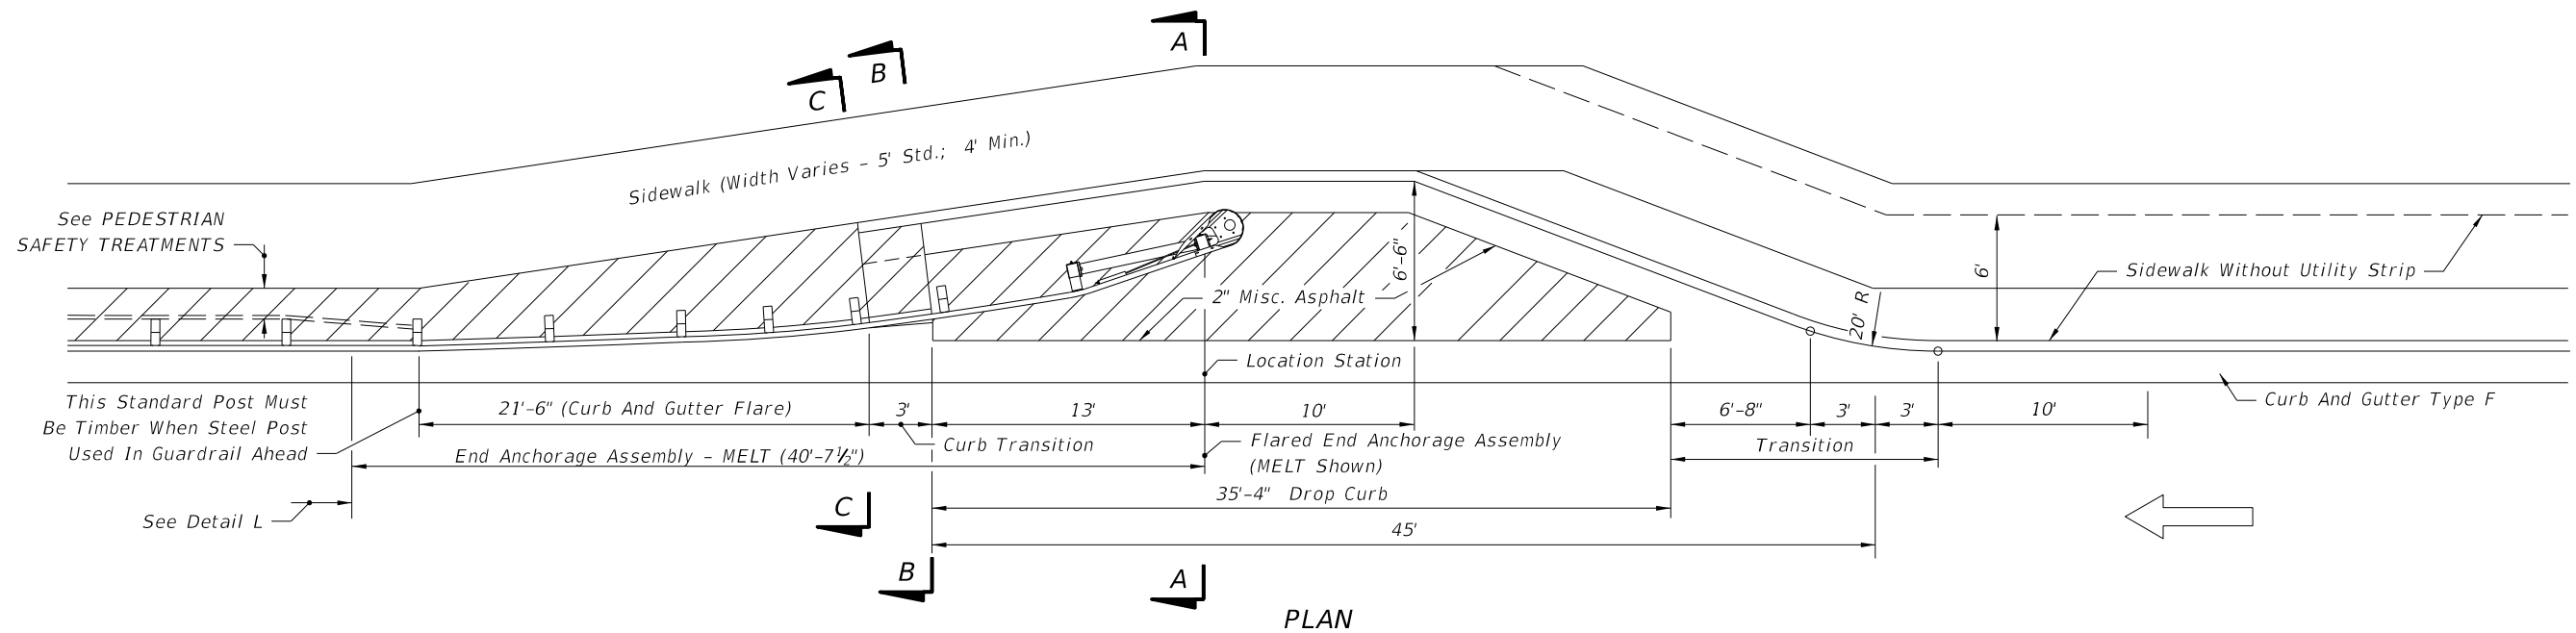 A
B
C
Sidewalk (Width Varies - 5' Std.; 4' Min.)
See PEDESTRIAN
SAFETY TREATMENTS
6'-6"
6'
Sidewalk Without Utility Strip
2" Misc. Asphalt
20' R
Location Station
This Standard Post Must
Be Timber When Steel Post
Used In Guardrail Ahead
21'-6" (Curb And Gutter Flare)
3'
13'
10'
6'-8"
3'
3'
10'
Curb And Gutter Type F
Curb Transition
Flared End Anchorage Assembly
(MELT Shown)
Transition
End Anchorage Assembly - MELT (40'-7½")
See Detail L
35'-4" Drop Curb
C
45'
B
A
PLAN